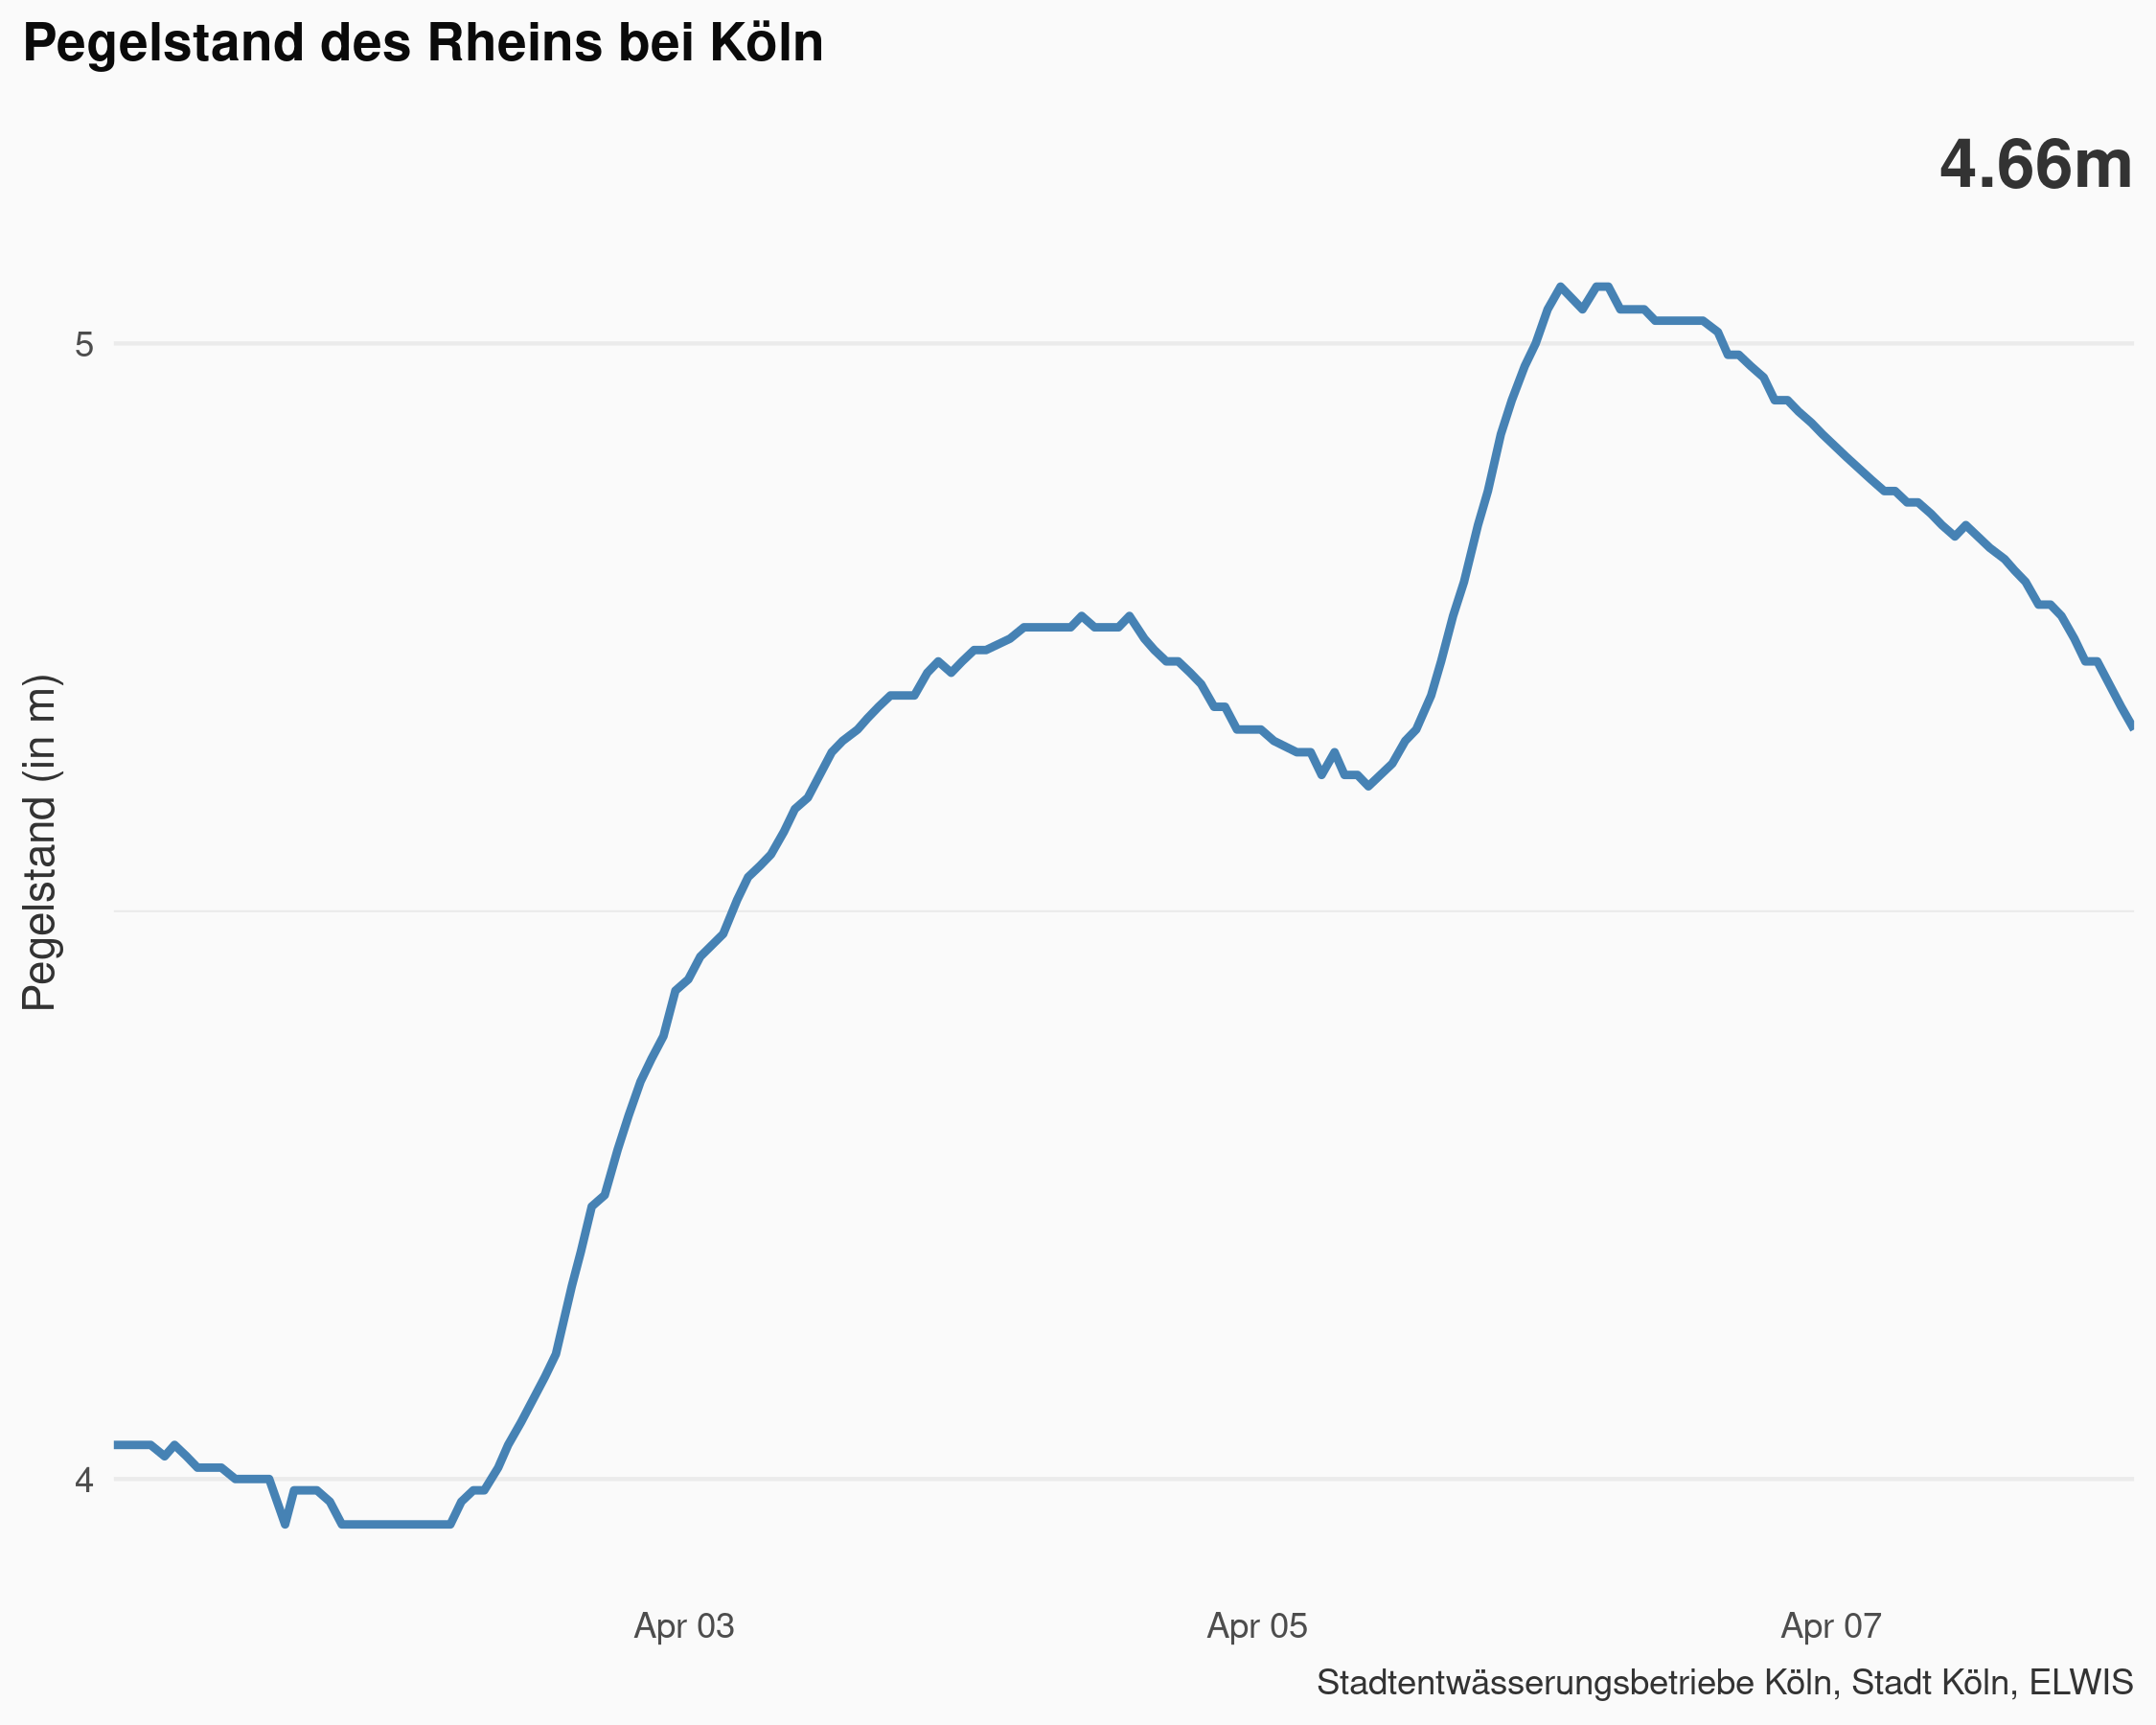 Pegelstand des Rheins bei Köln
4.66m
Pegelstand (in m)
5
4
Apr 03
Apr 05
Apr 07
Stadtentwässerungsbetriebe Köln, Stadt Köln, ELWIS